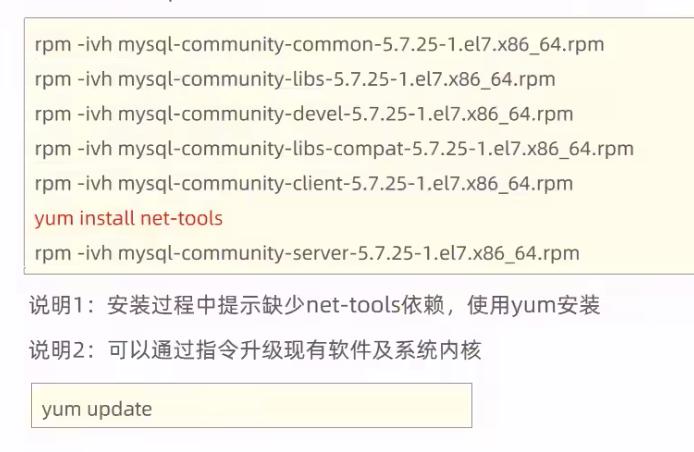 rpm -ivh mysql-community-common-5.7.25-1.el7.x86_64.rpm
rpm -ivh mysql-community-libs-5.7.25-1.el7.x86_64.rpm
rpm -ivh mysql-community-devel-5.7.25-1.el7.x86_64.rpm
rpm -ivh mysql-community-libs-compat-5.7.25-1.el7.x86_64.rpm
rpm -ivh mysql-community-client-5.7.25-1.el7.x86_64.rpm
yum install net-tools
rpm -ivh mysql-community-server-5.7.25-1.el7.x86_64.rpm
说明1：安装过程中提示缺少net-tools依赖，使用yum安装
说明2：可以通过指令升级现有软件及系统内核
yum update